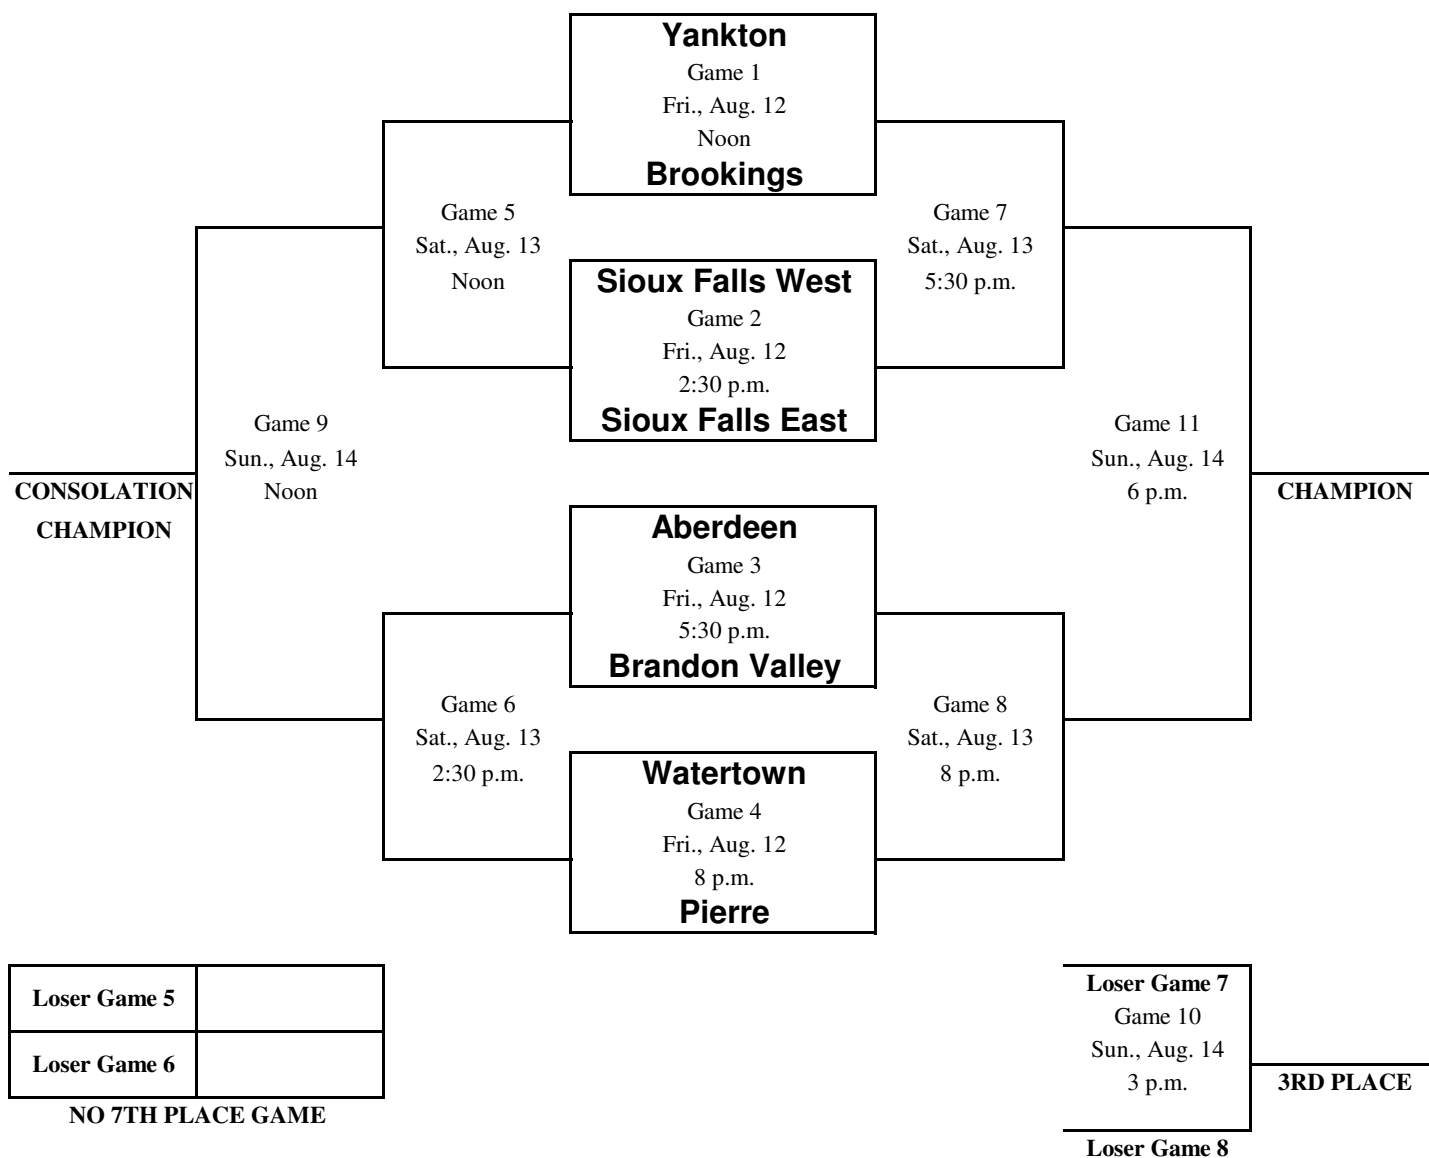 Yankton
Game 1
Fri., Aug. 12
Noon
Brookings
Game 5
Sat., Aug. 13
Noon
Game 7
Sat., Aug. 13
5:30 p.m.
Sioux Falls West
Game 2
Fri., Aug. 12
2:30 p.m.
Sioux Falls East
Game 9
Sun., Aug. 14
Noon
Game 11
Sun., Aug. 14
6 p.m.
CONSOLATION
CHAMPION
CHAMPION
Aberdeen
Game 3
Fri., Aug. 12
5:30 p.m.
Brandon Valley
Game 6
Sat., Aug. 13
2:30 p.m.
Game 8
Sat., Aug. 13
8 p.m.
Watertown
Game 4
Fri., Aug. 12
8 p.m.
Pierre
Loser Game 5
Loser Game 6
NO 7TH PLACE GAME
Loser Game 7
Game 10
Sun., Aug. 14
3 p.m.
3RD PLACE
Loser Game 8